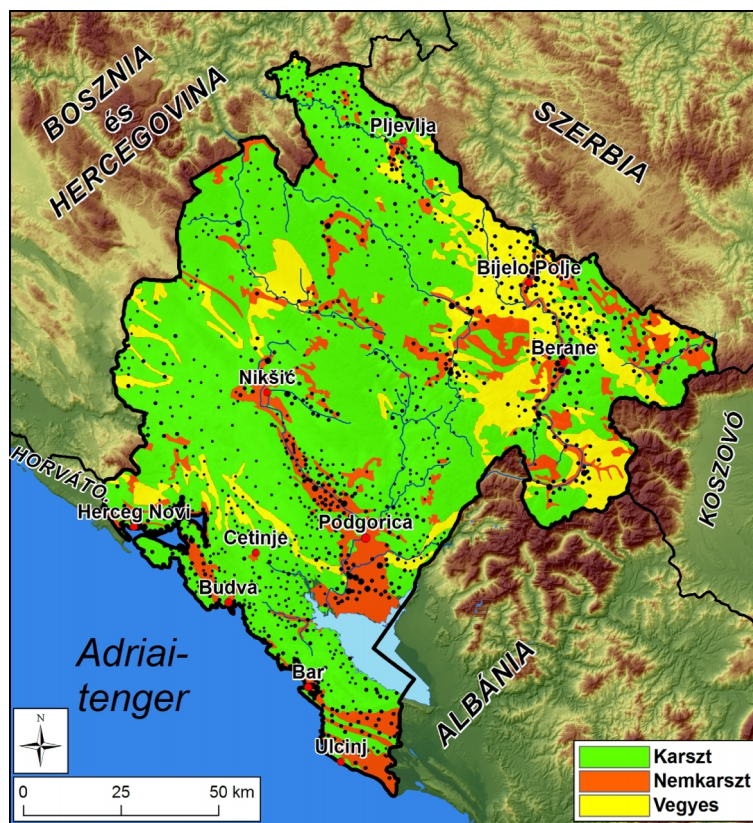 BOSZNIA
és
HERCEGOVINA
SZERBIA
Pljevlja
Bijelo Polje
Berane
Nikšić
KOSZOVÓ
HORVÁTO.
Herceg Novi
Cetinje
Podgorica
Budva
Adriai-
tenger
Bar
ALBÁNIA
Ulcinj
N
0 25 50 km
Karszt
Nemkarszt
Vegyes